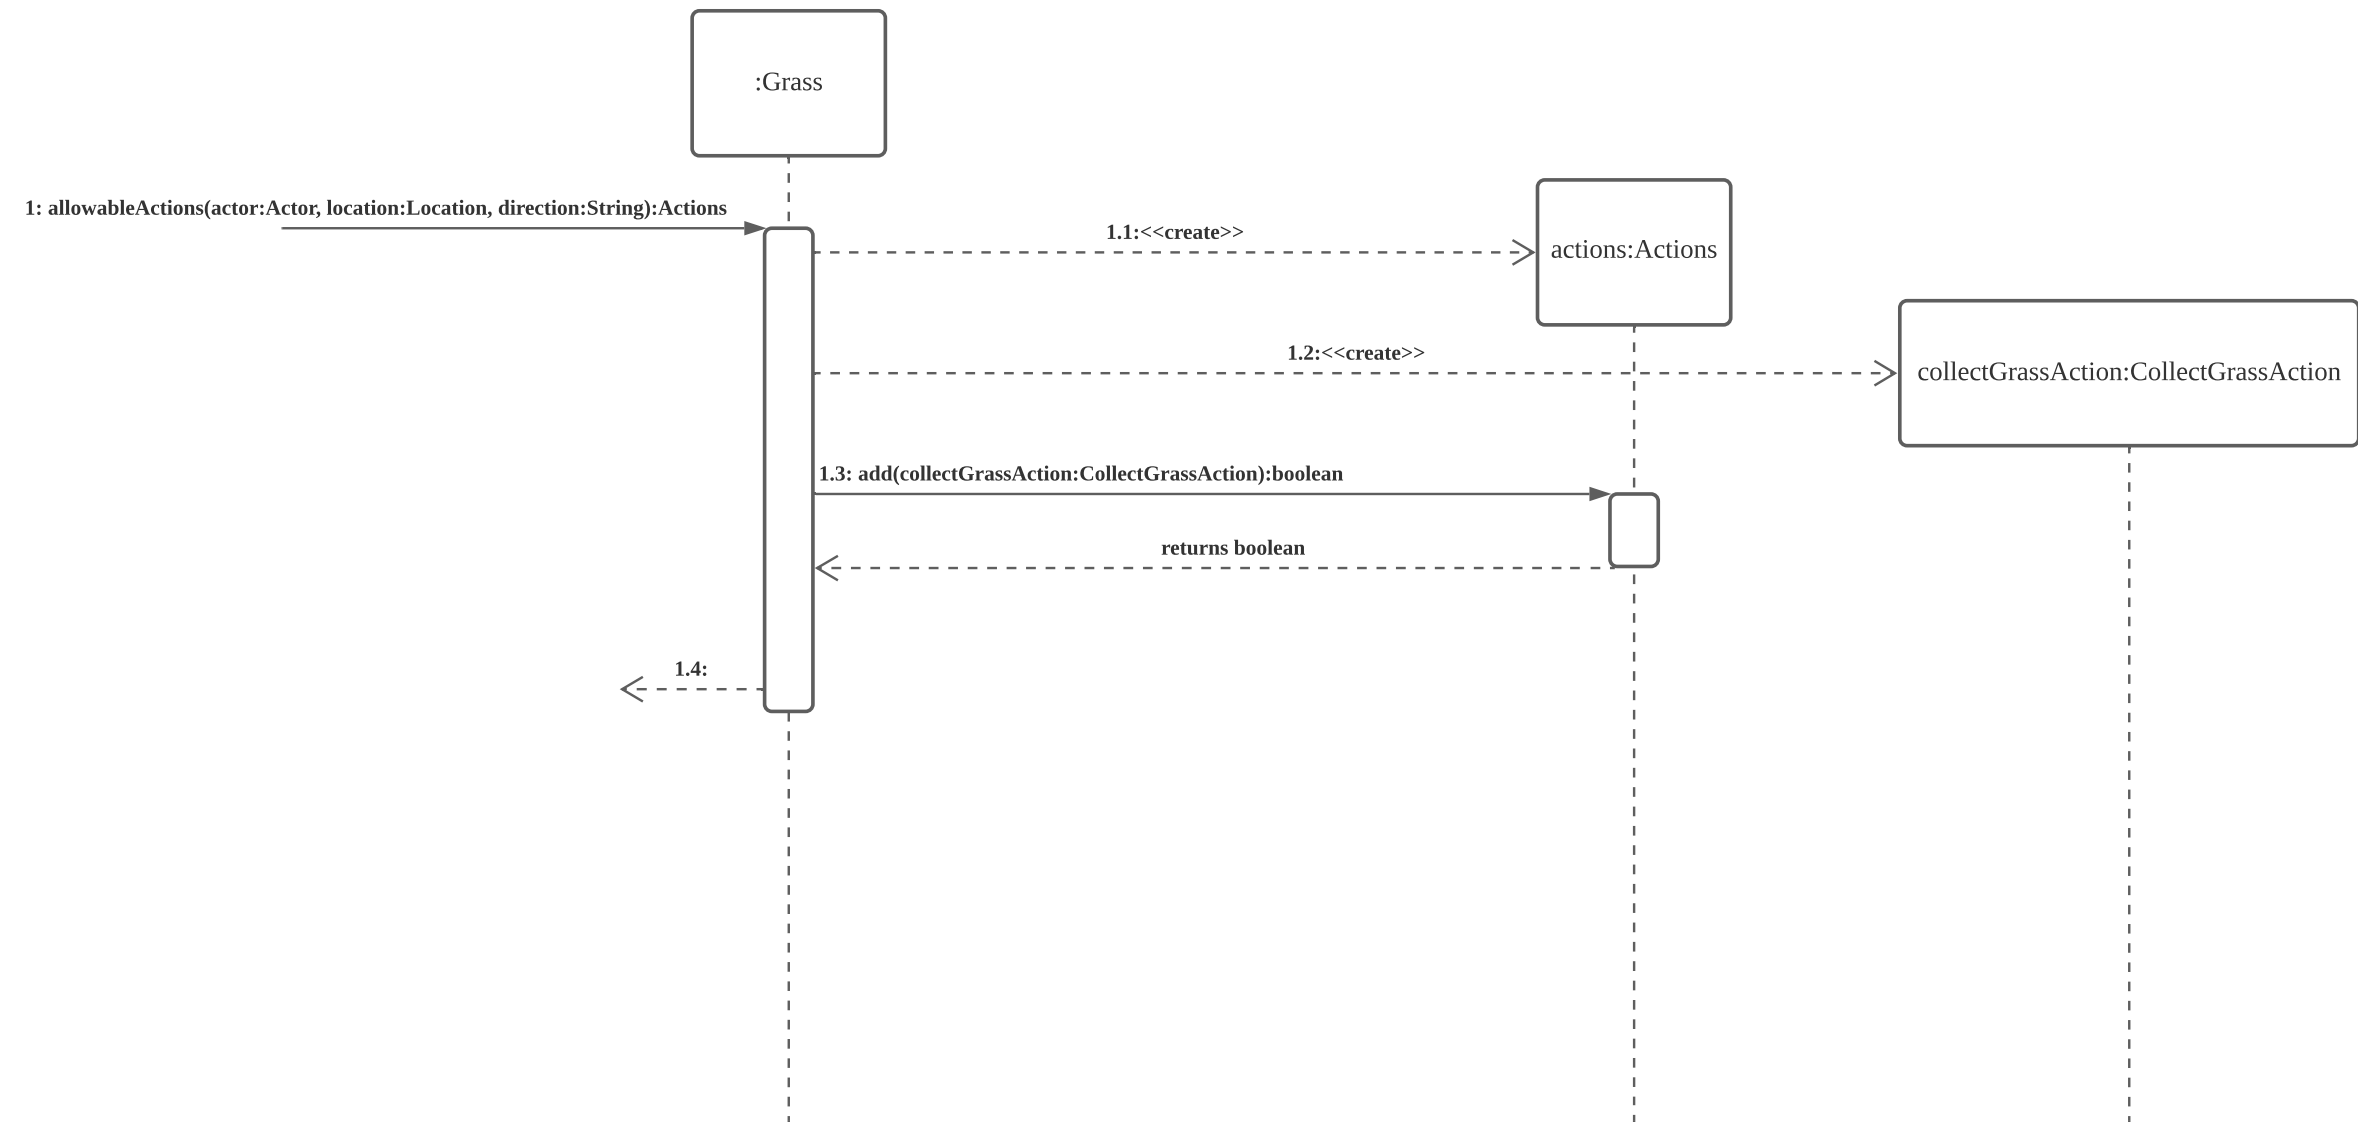 :Grass
1: allowableActions(actor:Actor, location:Location, direction:String):Actions
1.1:<<create>>
actions:Actions
1.2:<<create>>
collectGrassAction:CollectGrassAction
1.3: add(collectGrassAction:CollectGrassAction):boolean
returns boolean
1.4: